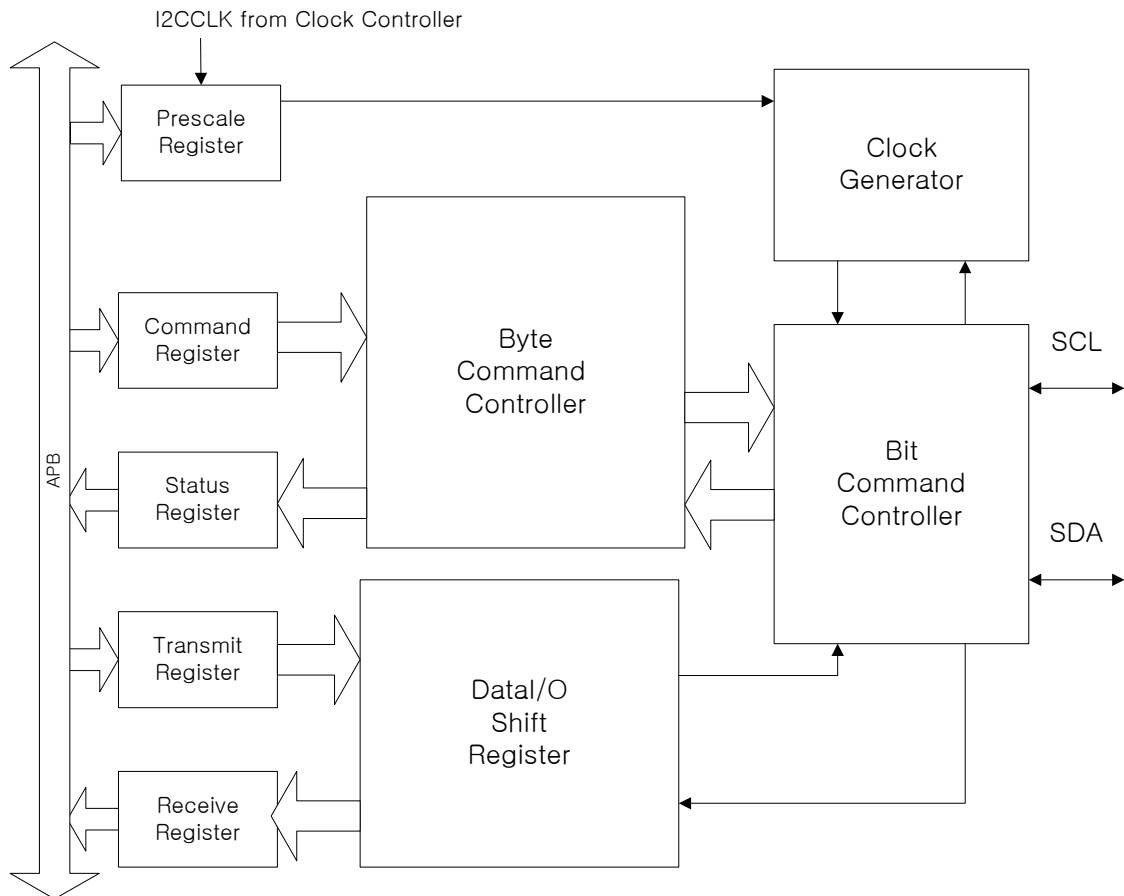 I2CCLK from Clock Controller
Prescale
Register
Clock
Generator
Command
Register
Byte
Command
Controller
SCL
APB
Status
Register
Bit
Command
Controller
SDA
Transmit
Register
DataI/O
Shift
Register
Receive
Register